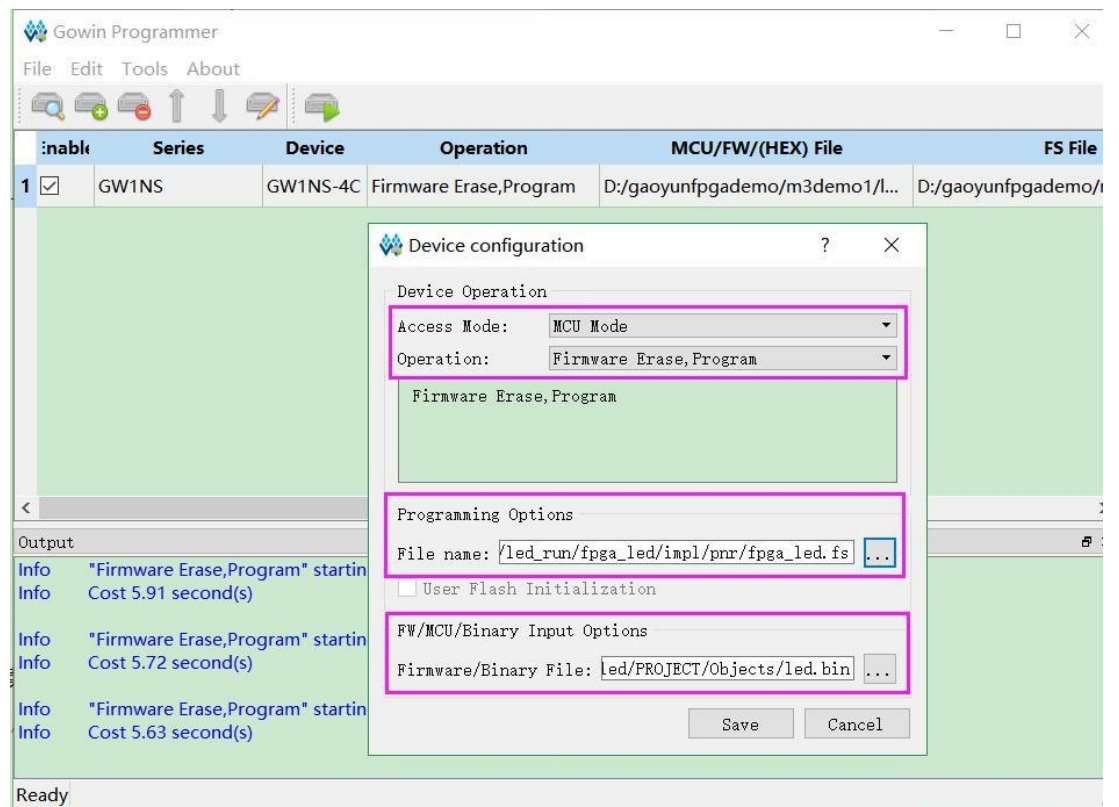 Gowin Programmer
File Edit Tools About
Enable Series Device Operation MCU/FW/(HEX) File FS File
1 GW1NS GW1NS-4C Firmware Erase,Program D:/gaoyunfpgademo/m3demo1/l... D:/gaoyunfpgademo/
Device configuration ? 
Device Operation
Access Mode: MCU Mode
Operation: Firmware Erase,Program
Firmware Erase,Program
Programming Options
File name: /led_run/fpga_led/impl/pnr/fpga_led.fs ...
User Flash Initialization
FW/MCU/Binary Input Options
Firmware/Binary File: led/PROJECT/Objects/led.bin ...
Save Cancel
Output
Info "Firmware Erase,Program" startin
Info Cost 5.91 second(s)
Info "Firmware Erase,Program" startin
Info Cost 5.72 second(s)
Info "Firmware Erase,Program" startin
Info Cost 5.63 second(s)
Ready